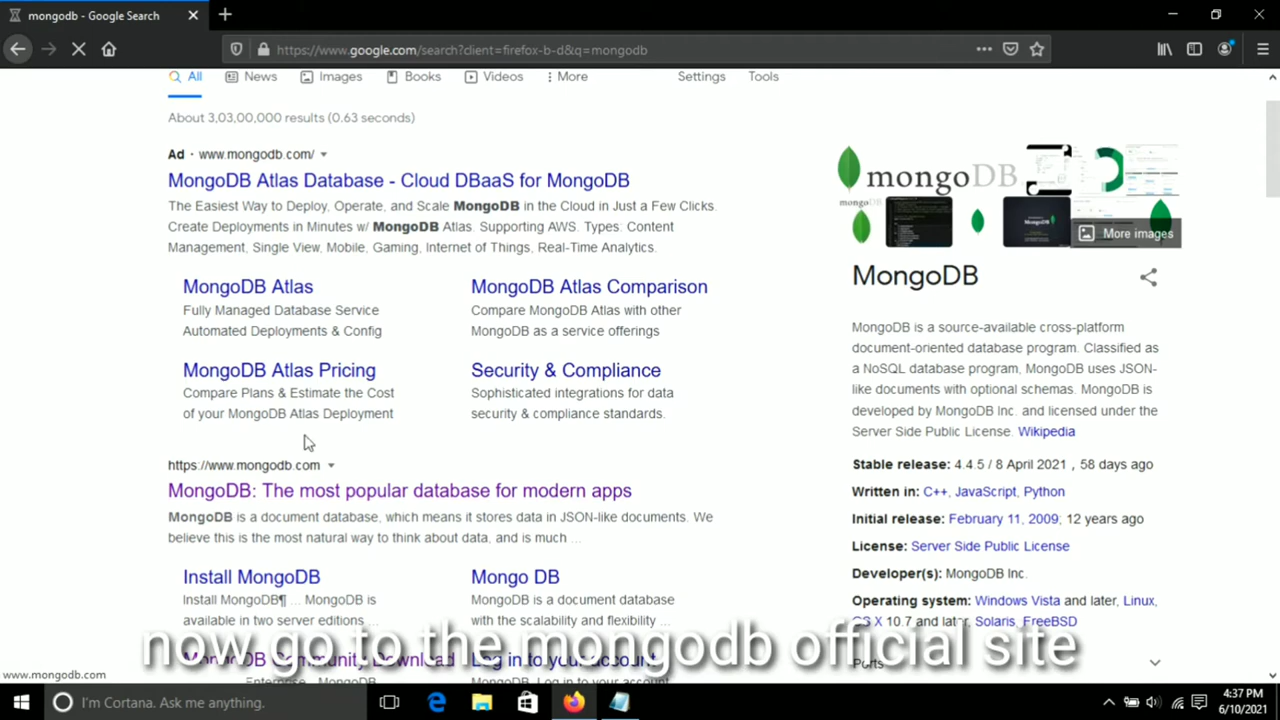 mongodb - Google Search
https://www.google.com/search?client=firefox-b-d&q=mongodb
All News Images Books Videos More Settings Tools
About 3,03,00,000 results (0.63 seconds)
Ad · www.mongodb.com/
MongoDB Atlas Database - Cloud DBaaS for MongoDB
The Easiest Way to Deploy, Operate, and Scale MongoDB in the Cloud in Just a Few Clicks.
Create Deployments in Minutes w/ MongoDB Atlas. Supporting AWS. Types: Content
Management, Single View, Mobile, Gaming, Internet of Things, Real-Time Analytics.
MongoDB Atlas
Fully Managed Database Service
Automated Deployments & Config
MongoDB Atlas Comparison
Compare MongoDB Atlas with other
MongoDB as a service offerings
MongoDB Atlas Pricing
Compare Plans & Estimate the Cost
of your MongoDB Atlas Deployment
Security & Compliance
Sophisticated integrations for data
security & compliance standards.
https://www.mongodb.com
MongoDB: The most popular database for modern apps
MongoDB is a document database, which means it stores data in JSON-like documents. We
believe this is the most natural way to think about data, and is much ...
Install MongoDB
Install MongoDB¶ ... MongoDB is
available in two server editions ...
Mongo DB
MongoDB is a document database
with the scalability and flexibility ...
MongoDB Community Download
Enterprise MongoDB
Log in to your account
MongoDB. Log in to your account
mongoDB
More images
MongoDB
MongoDB is a source-available cross-platform
document-oriented database program. Classified as
a NoSQL database program, MongoDB uses JSON-
like documents with optional schemas. MongoDB is
developed by MongoDB Inc. and licensed under the
Server Side Public License. Wikipedia
Stable release: 4.4.5 / 8 April 2021 , 58 days ago
Written in: C++, JavaScript, Python
Initial release: February 11, 2009; 12 years ago
License: Server Side Public License
Developer(s): MongoDB Inc.
Operating system: Windows Vista and later, Linux,
OS X 10.7 and later, Solaris, FreeBSD
Ports
now go to the mongodb official site
www.mongodb.com
I'm Cortana. Ask me anything.
4:37 PM
6/10/2021